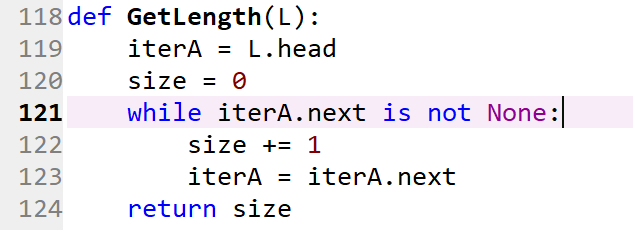 118 def GetLength(L):
119     iterA = L.head
120     size = 0
121     while iterA.next is not None:
122         size += 1
123         iterA = iterA.next
124     return size